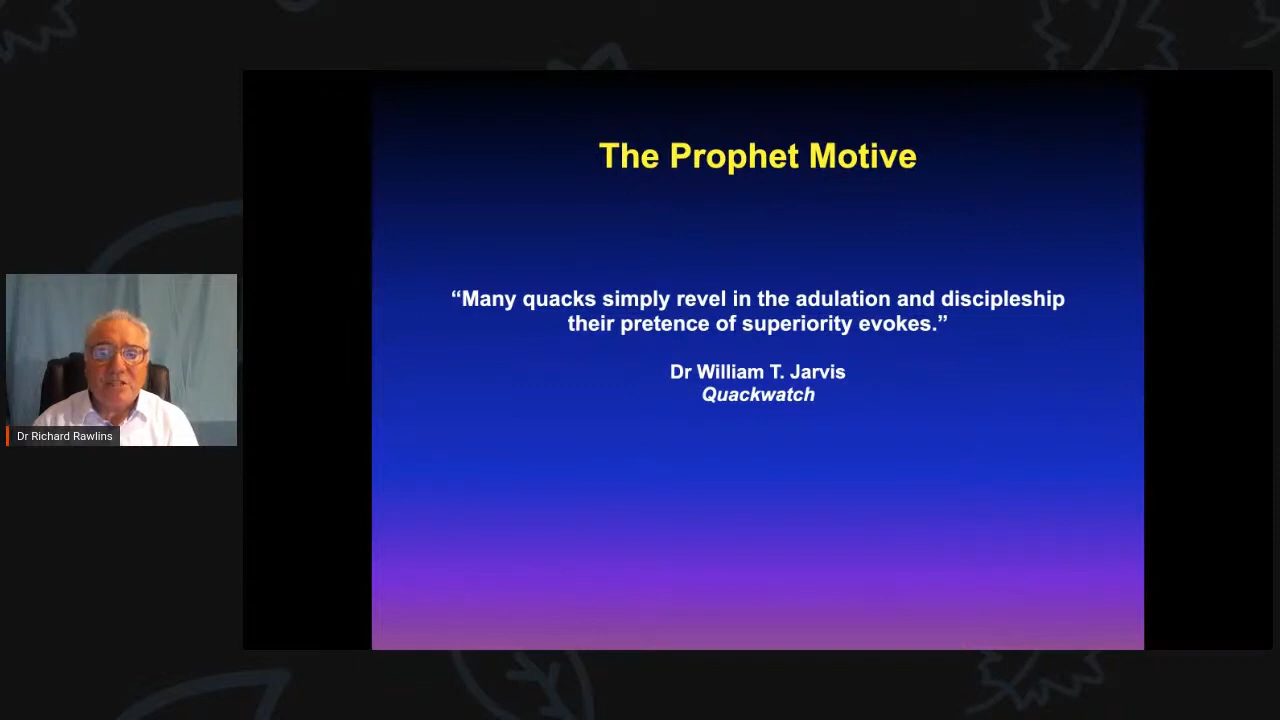 The Prophet Motive
“Many quacks simply revel in the adulation and discipleship
their pretence of superiority evokes.”
Dr William T. Jarvis
Quackwatch
Dr Richard Rawlins